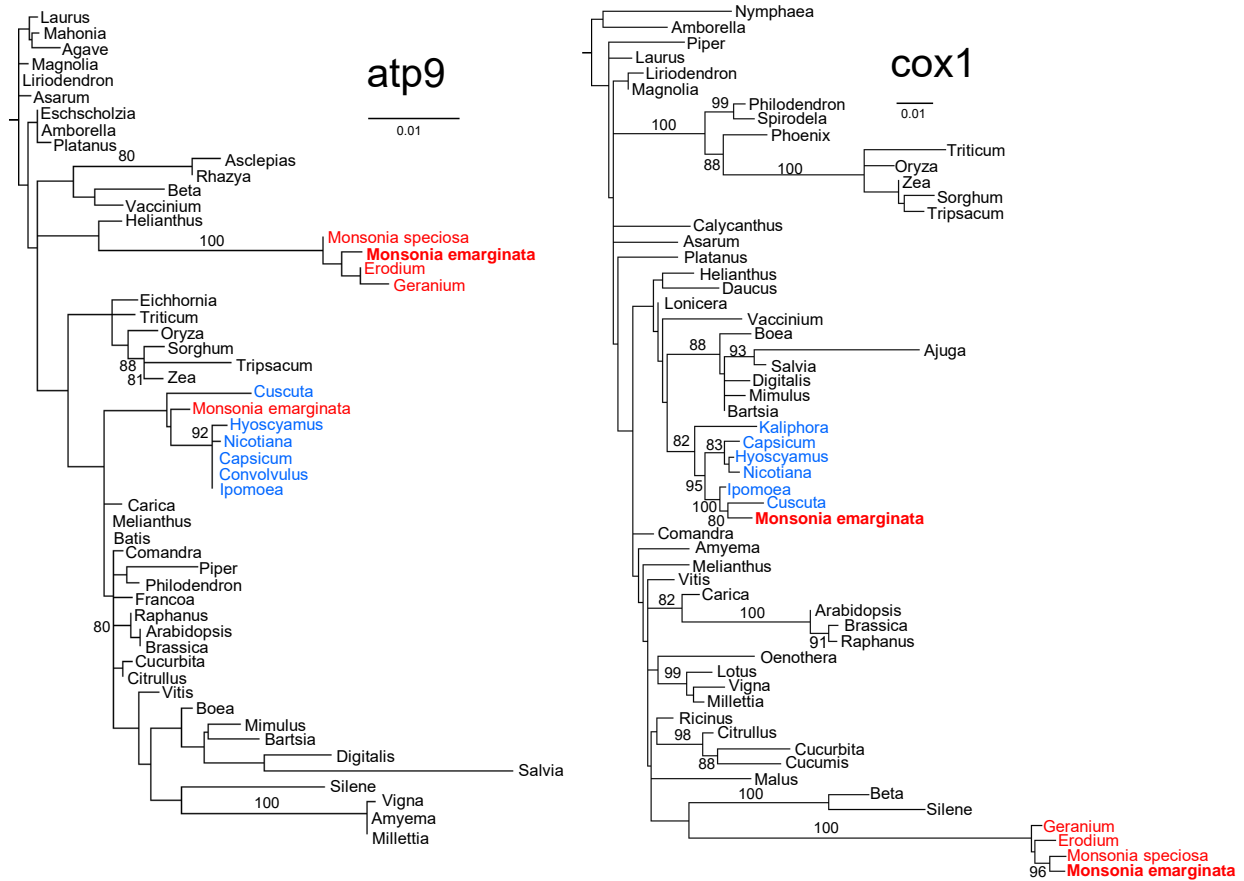 Laurus
Mahonia
Agave
Magnolia
Liriodendron
Asarum
Eschscholzia
Amborella
Platanus
80
Asclepias
Rhazya
Beta
Vaccinium
Helianthus
100
Monsonia speciosa
Monsonia emarginata
Erodium
Geranium
Eichhornia
Triticum
Oryza
Sorghum
88
Tripsacum
81
Zea
Cuscuta
Monsonia emarginata
92
Hyoscyamus
Nicotiana
Capsicum
Convolvulus
Ipomoea
Carica
Melianthus
Batis
Comandra
Piper
Philodendron
Francoa
Raphanus
80
Arabidopsis
Brassica
Cucurbita
Citrullus
Vitis
Boea
Mimulus
Bartsia
Digitalis
Salvia
Silene
100
Vigna
Amyema
Millettia
atp9
0.01
Nymphaea
Amborella
Piper
Laurus
Liriodendron
Magnolia
cox1
0.01
99
Philodendron
Spirodela
100
Phoenix
88
100
Triticum
Oryza
Zea
Sorghum
Tripsacum
Calycanthus
Asarum
Platanus
Helianthus
Daucus
Lonicera
Vaccinium
Boea
88
93
Ajuga
Salvia
Digitalis
Mimulus
Bartsia
Kaliphora
82
83
Capsicum
Hyoscyamus
Nicotiana
95
Ipomoea
100
Cuscuta
80
Monsonia emarginata
Comandra
Amyema
Melianthus
Vitis
82
Carica
100
Arabidopsis
Brassica
91
Raphanus
Oenothera
99
Lotus
Vigna
Millettia
Ricinus
98
Citrullus
Cucurbita
88
Cucumis
Malus
100
Beta
Silene
100
Geranium
Erodium
Monsonia speciosa
96
Monsonia emarginata